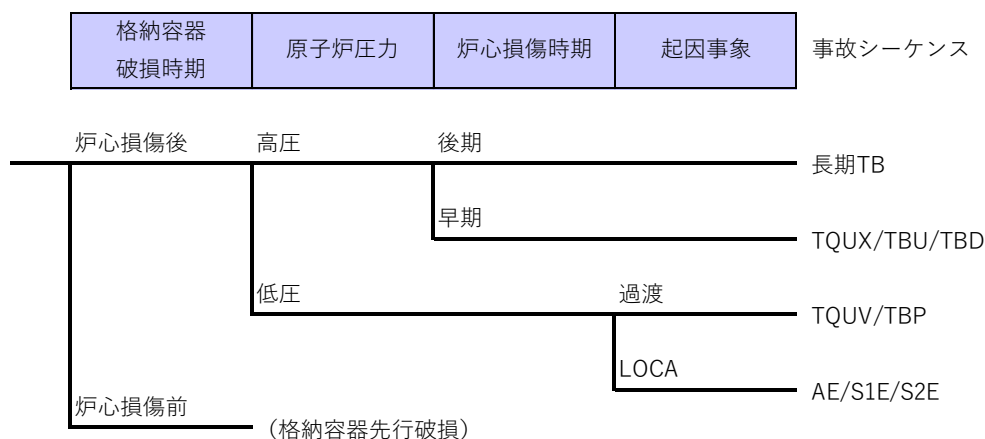 格納容器
破損時期
原子炉圧力
炉心損傷時期
起因事象
事故シーケンス
炉心損傷後
高圧
後期
長期TB
早期
TQUX/TBU/TBD
低圧
過渡
TQUV/TBP
LOCA
AE/S1E/S2E
炉心損傷前
（格納容器先行破損）